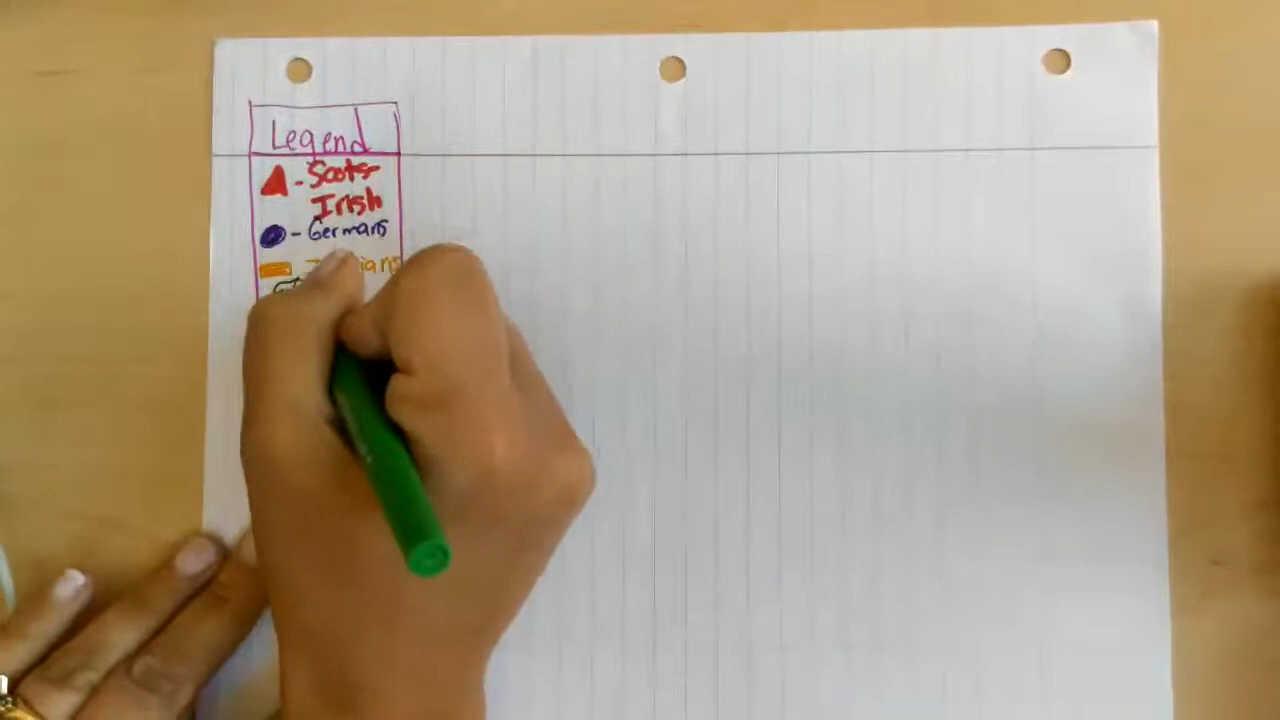 Legend
- Scots-
Irish
- Germans